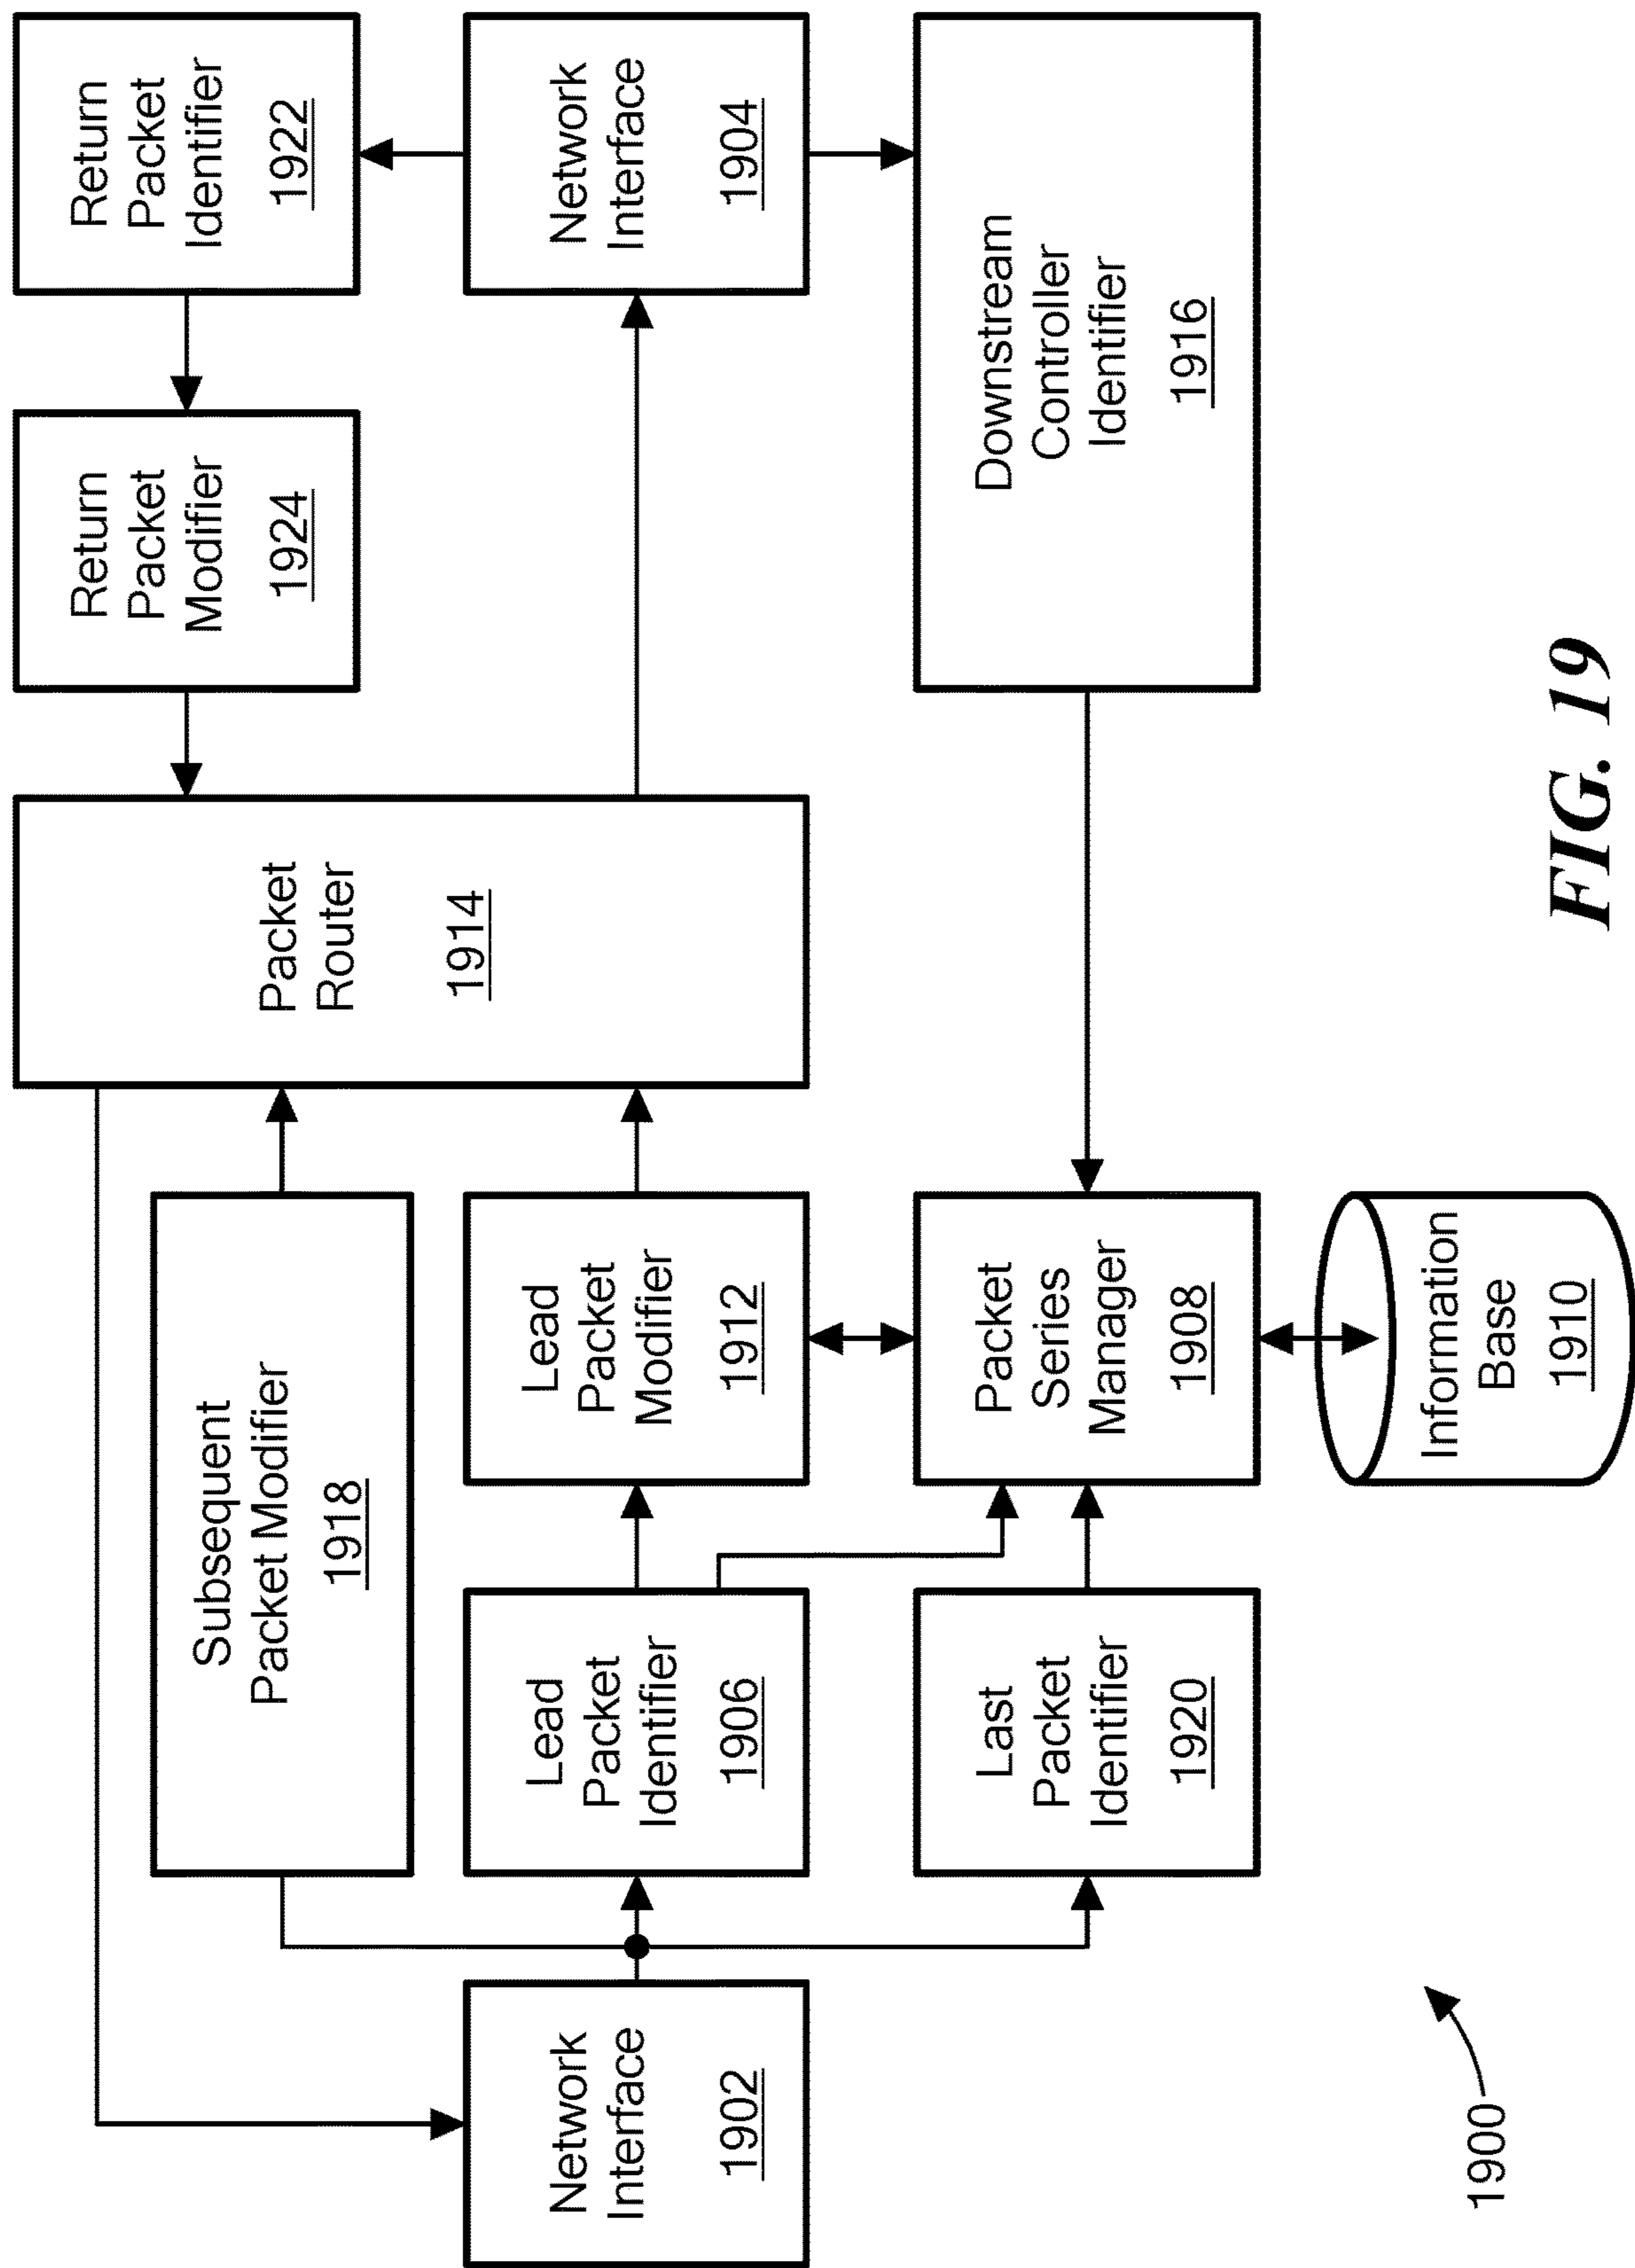 Subsequent
Packet Modifier
1918
Packet
Router
1914
Return
Packet
Modifier
1924
Return
Packet
Identifier
1922
Network
Interface
1902
Lead
Packet
Identifier
1906
Lead
Packet
Modifier
1912
Network
Interface
1904
Last
Packet
Identifier
1920
Packet
Series
Manager
1908
Downstream
Controller
Identifier
1916
Information
Base
1910
1900
FIG. 19